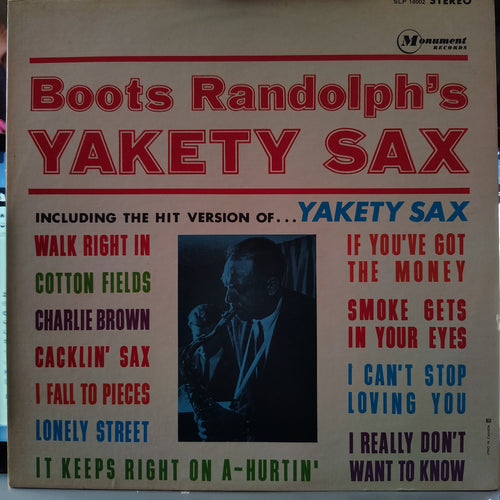 SLP 18002 STEREO
Monument
RECORDS
Boots Randolph's
YAKETY SAX
INCLUDING THE HIT VERSION OF... YAKETY SAX
WALK RIGHT IN
COTTON FIELDS
CHARLIE BROWN
CACKLIN' SAX
I FALL TO PIECES
LONELY STREET
IT KEEPS RIGHT ON A-HURTIN'
IF YOU'VE GOT
THE MONEY
SMOKE GETS
IN YOUR EYES
I CAN'T STOP
LOVING YOU
I REALLY DON'T
WANT TO KNOW